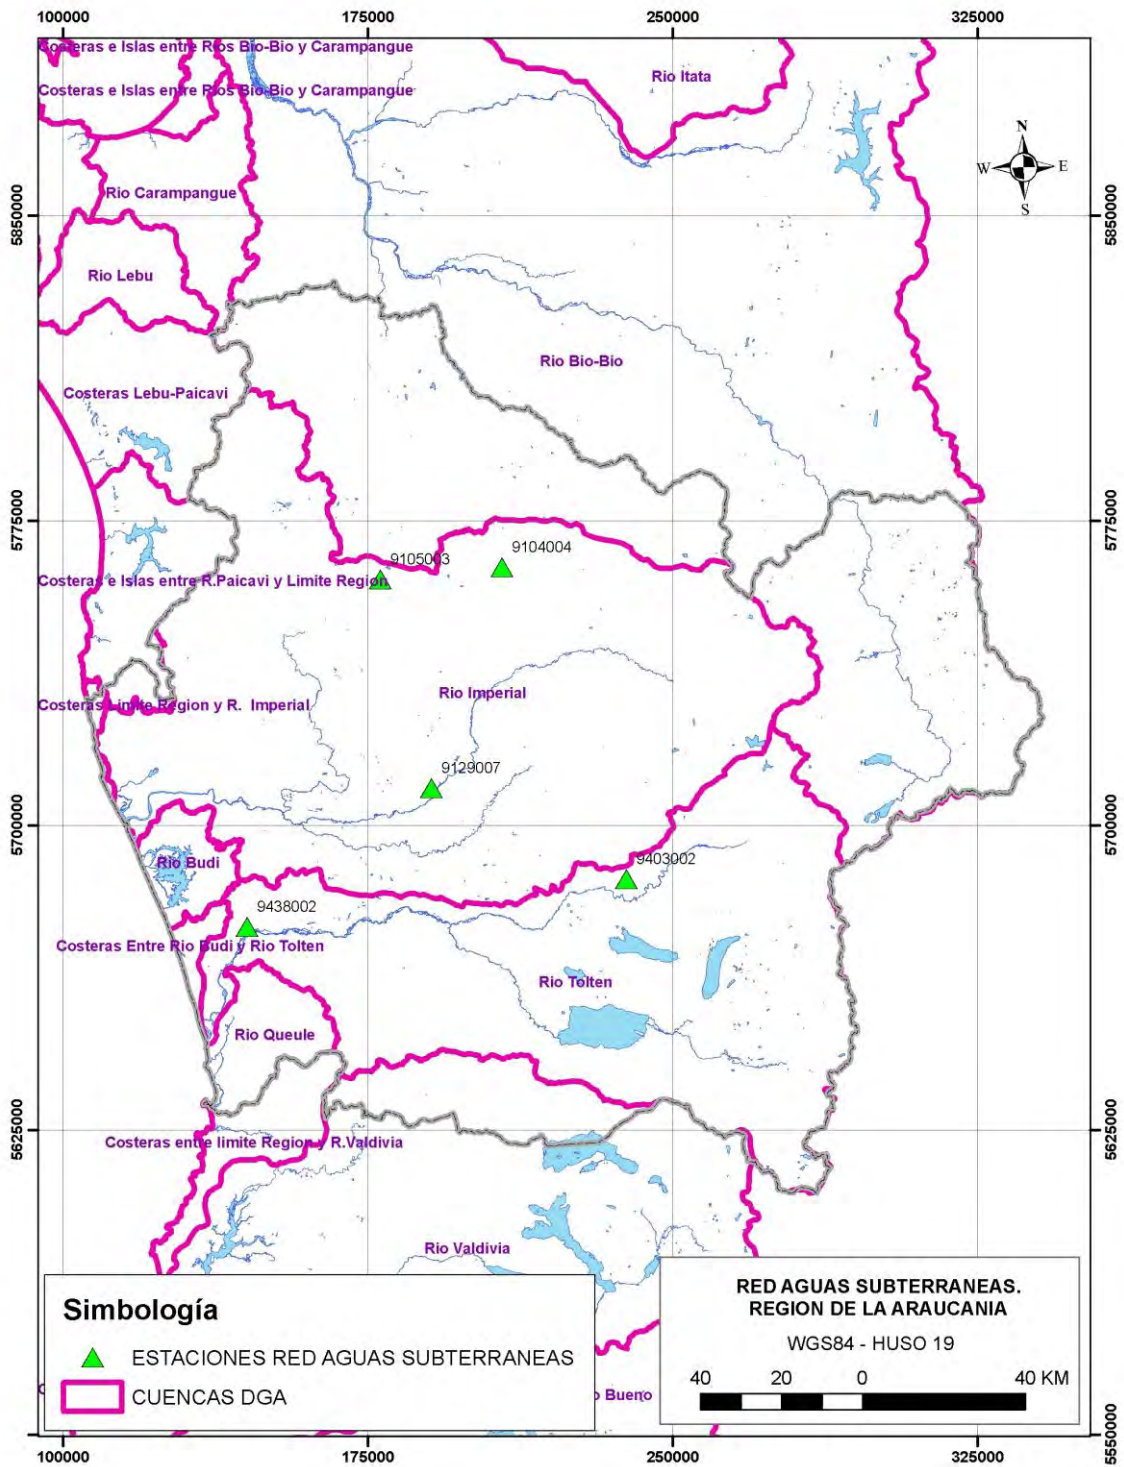 100000 175000 250000 325000
Costeras e Islas entre Rios Bio-Bio y Carampangue
Rio Itata
Costeras e Islas entre Rios Bio-Bio y Carampangue
N
W E
S
Rio Carampangue
5850000 5850000
Rio Lebu
Rio Bio-Bio
Costeras Lebu-Paicavi
5775000 5775000
9105003
9104004
Costeras e Islas entre R.Paicavi y Limite Region
Rio Imperial
Costeras Limite Region y R. Imperial
9129007
5700000 5700000
Rio Budi
9403002
9438002
Costeras Entre Rio Budi y Rio Tolten
Rio Tolten
Rio Queule
5625000 5625000
Costeras entre limite Region y R.Valdivia
Rio Valdivia
Simbología
ESTACIONES RED AGUAS SUBTERRANEAS
CUENCAS DGA
o Bueno
RED AGUAS SUBTERRANEAS.
REGION DE LA ARAUCANIA
WGS84 - HUSO 19
40 20 0 40 KM
5550000
100000 175000 250000 325000